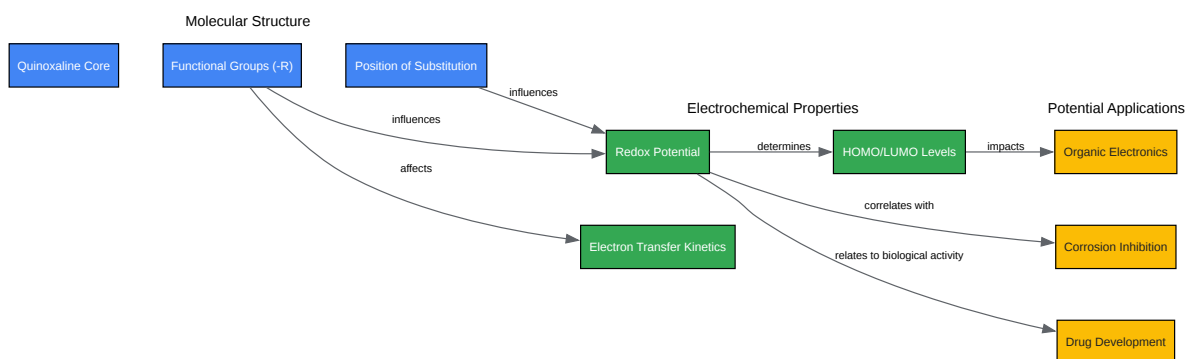 Molecular Structure
Quinoxaline Core
Functional Groups (-R)
Position of Substitution
influences
influences
affects
Electrochemical Properties
Redox Potential
determines
HOMO/LUMO Levels
impacts
Electron Transfer Kinetics
correlates with
relates to biological activity
Potential Applications
Organic Electronics
Corrosion Inhibition
Drug Development